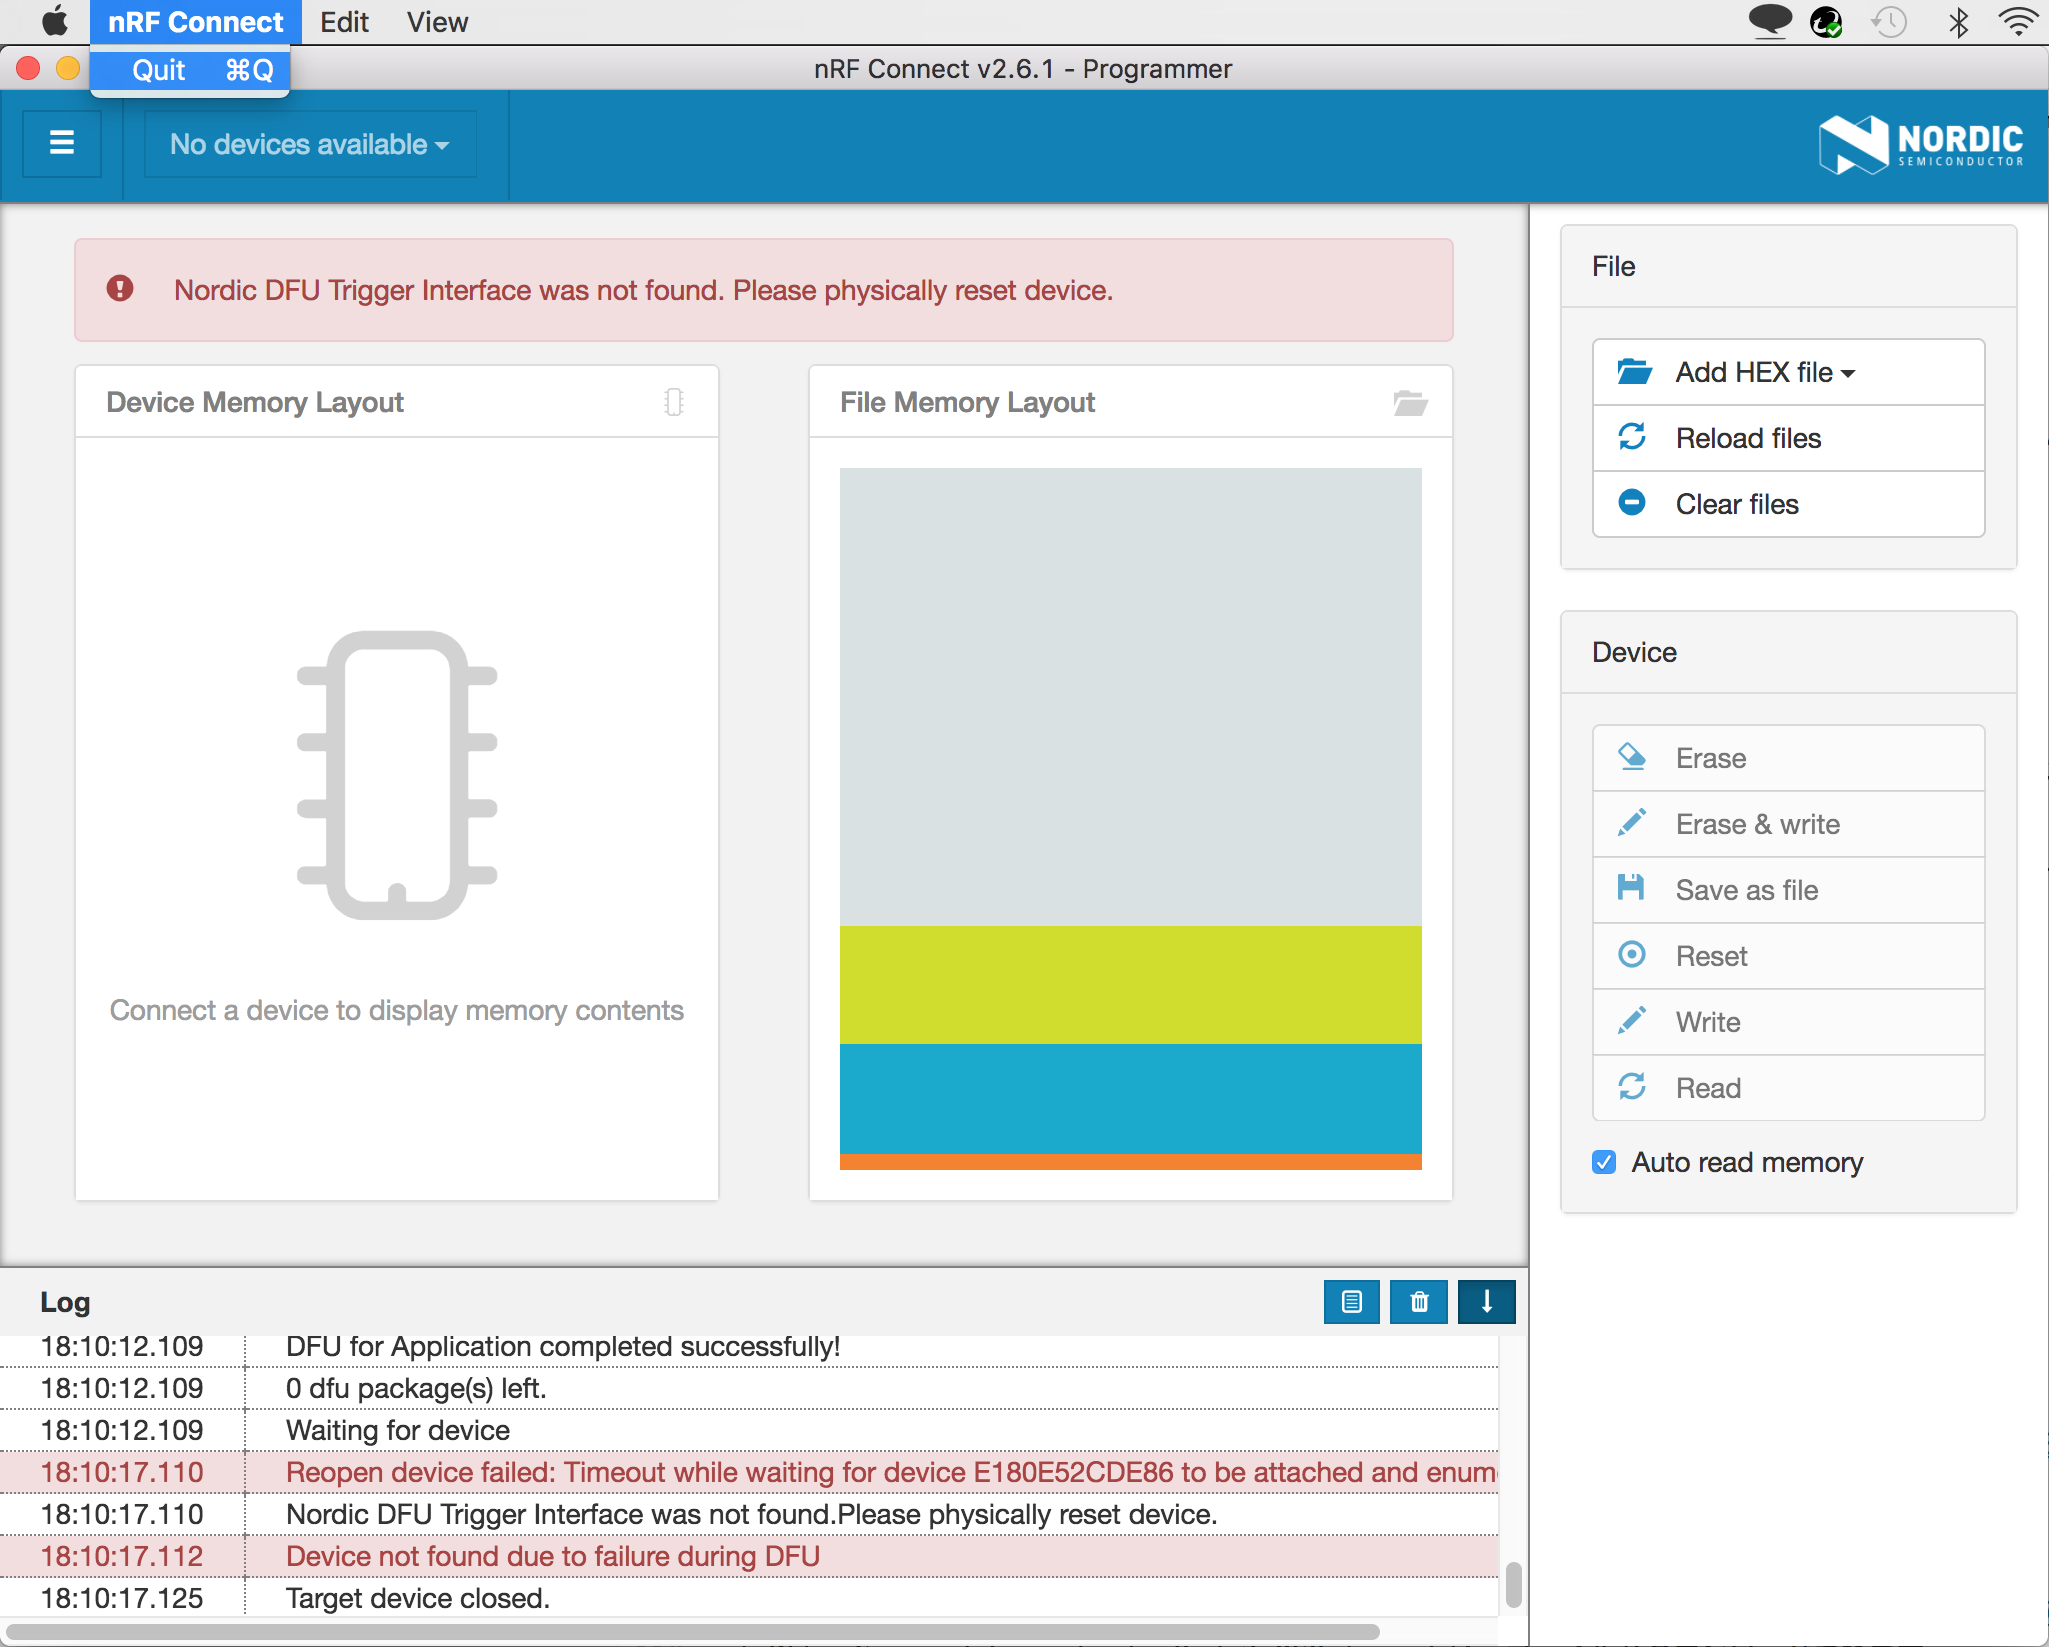 nRF Connect Edit View
Quit ⌘Q
nRF Connect v2.6.1 - Programmer
No devices available
NORDIC
SEMICONDUCTOR
Nordic DFU Trigger Interface was not found. Please physically reset device.
Device Memory Layout
Connect a device to display memory contents
File Memory Layout
File
Add HEX file
Reload files
Clear files
Device
Erase
Erase & write
Save as file
Reset
Write
Read
Auto read memory
Log
18:10:12.109 DFU for Application completed successfully!
18:10:12.109 0 dfu package(s) left.
18:10:12.109 Waiting for device
18:10:17.110 Reopen device failed: Timeout while waiting for device E180E52CDE86 to be attached and enum
18:10:17.110 Nordic DFU Trigger Interface was not found.Please physically reset device.
18:10:17.112 Device not found due to failure during DFU
18:10:17.125 Target device closed.